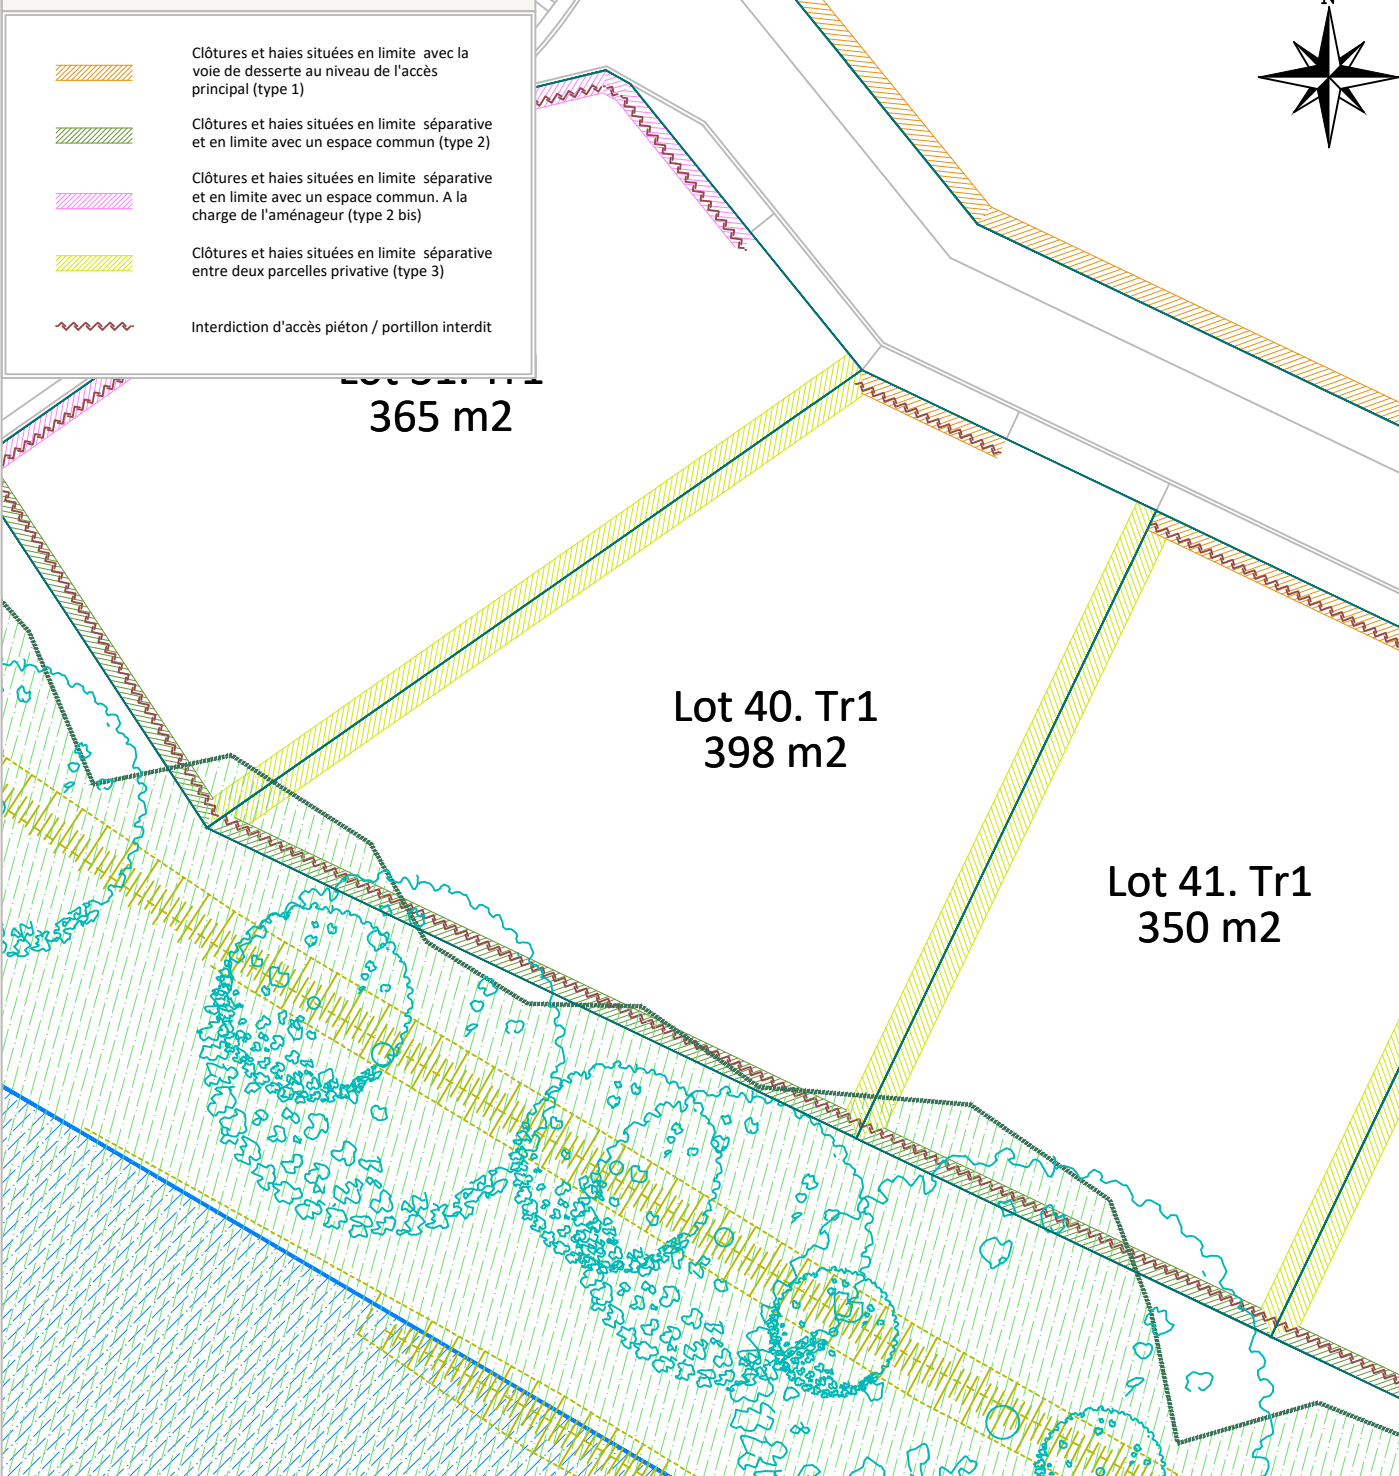 N
Clôtures et haies situées en limite avec la
voie de desserte au niveau de l'accès
principal (type 1)
Clôtures et haies situées en limite séparative
et en limite avec un espace commun (type 2)
Clôtures et haies situées en limite séparative
et en limite avec un espace commun. A la
charge de l'aménageur (type 2 bis)
Clôtures et haies situées en limite séparative
entre deux parcelles privative (type 3)
Interdiction d'accès piéton / portillon interdit
Tr1
365 m2
Lot 40. Tr1
398 m2
Lot 41. Tr1
350 m2